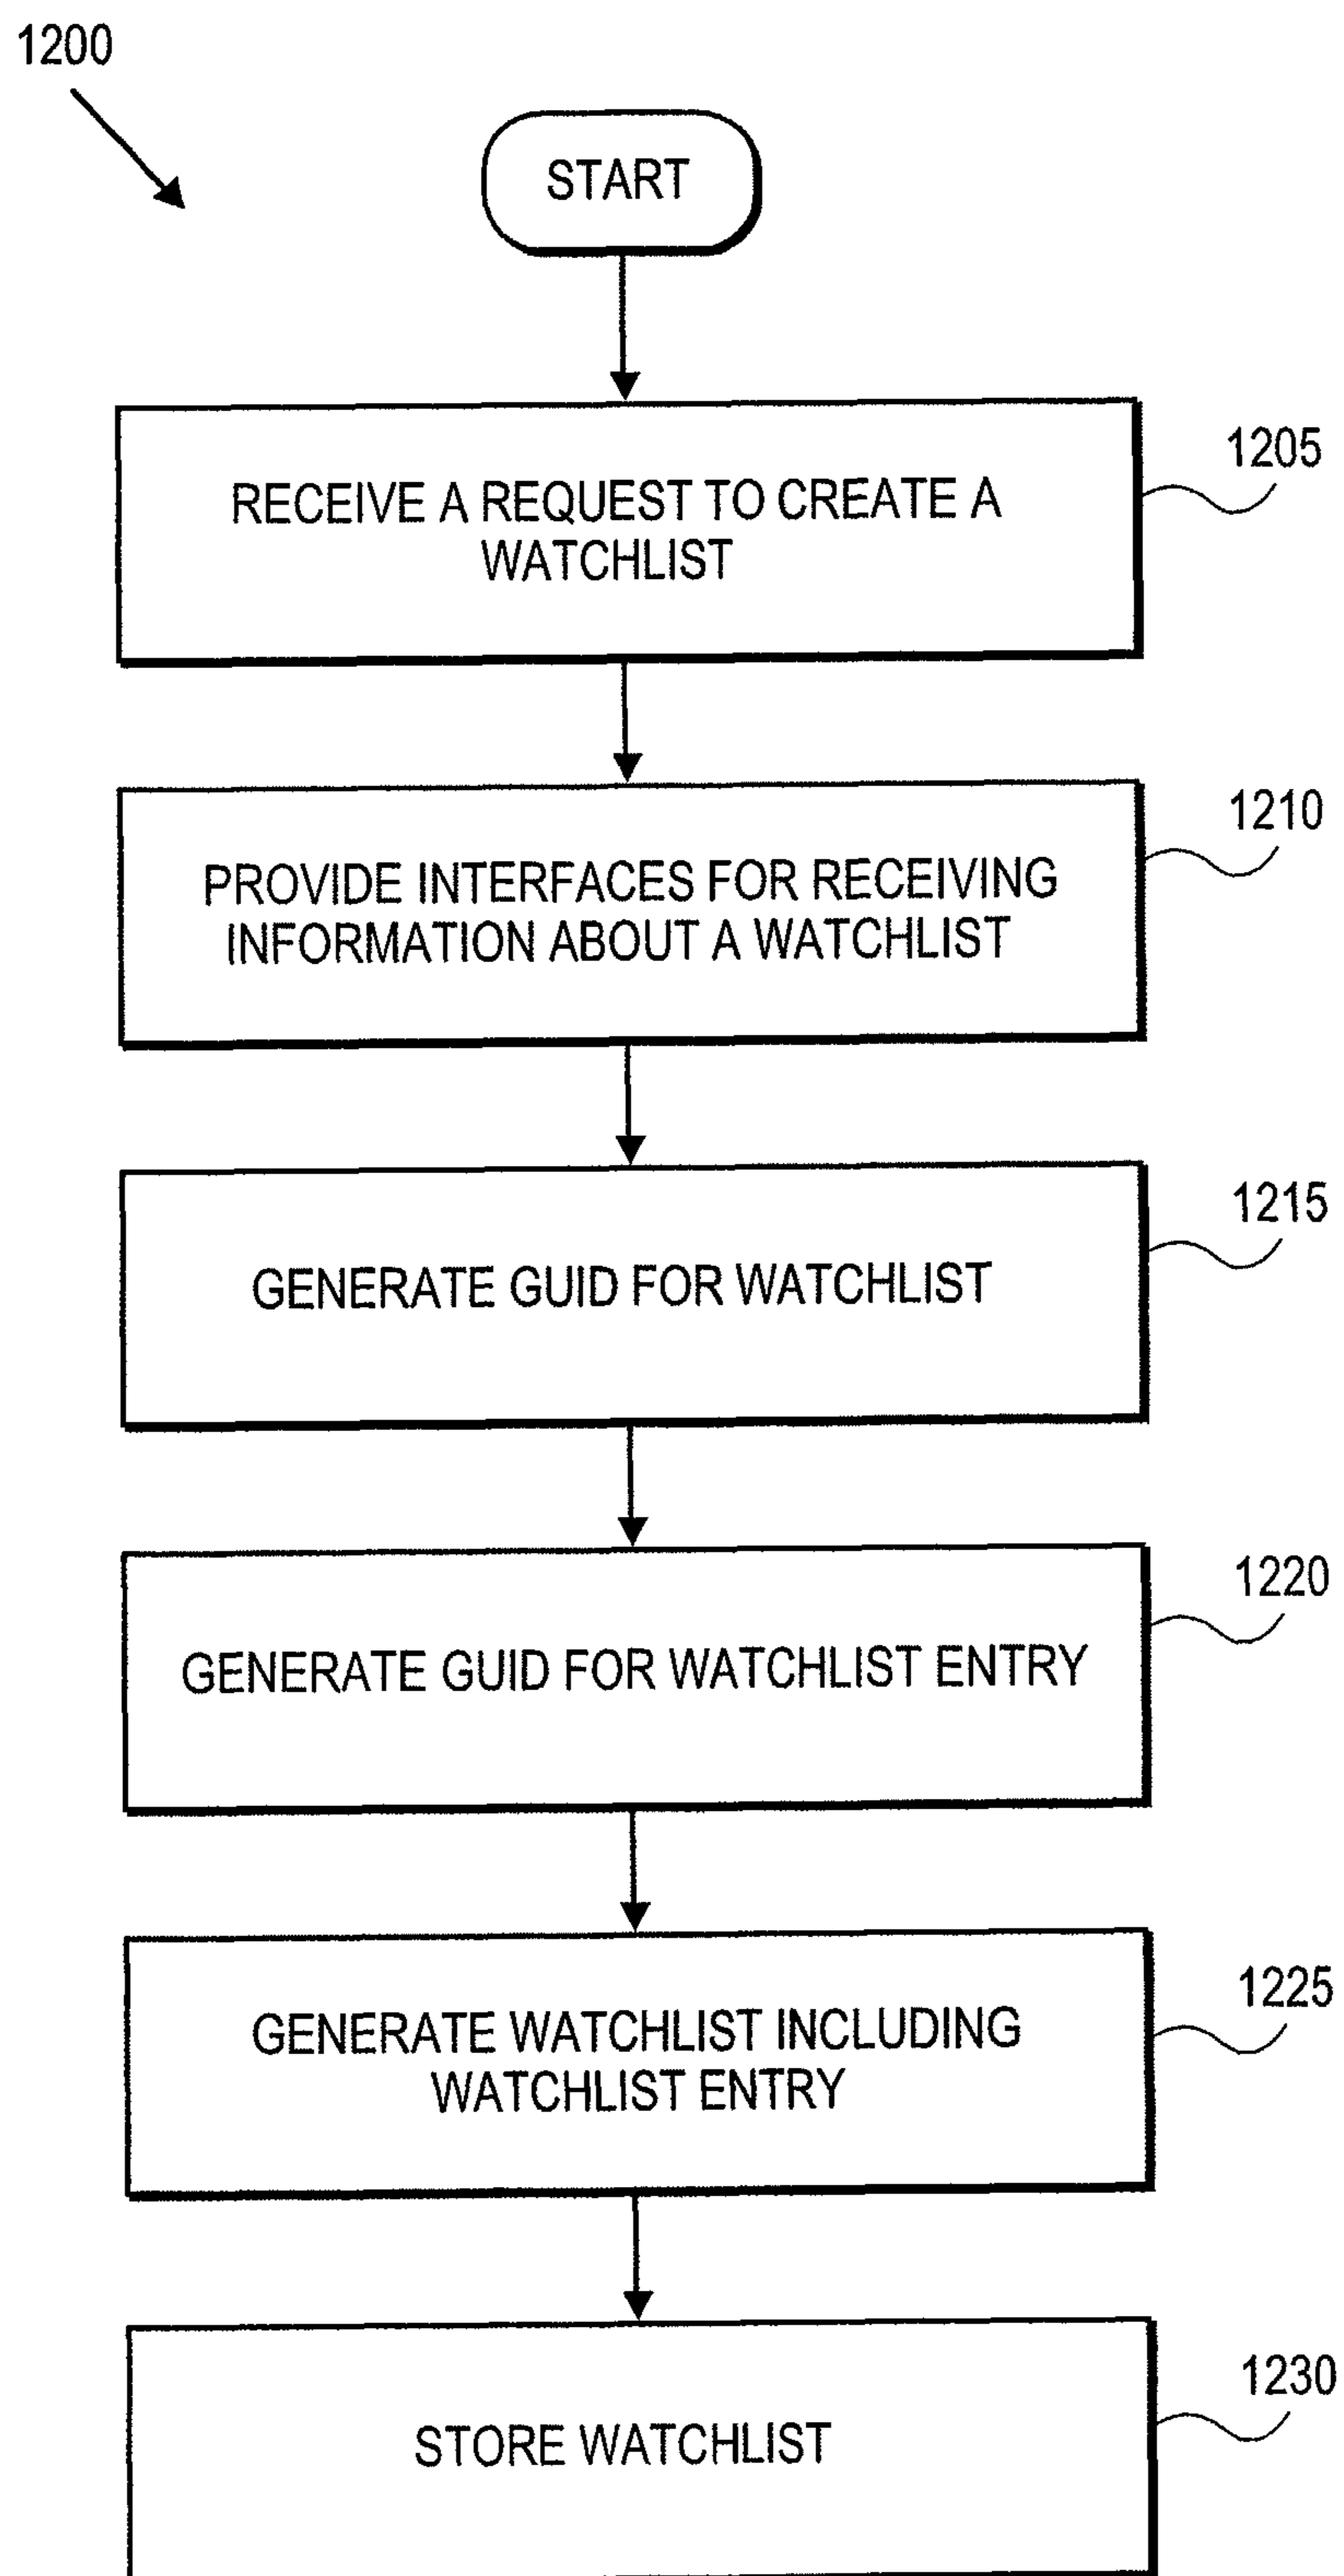 1200
START
RECEIVE A REQUEST TO CREATE A
WATCHLIST
1205
PROVIDE INTERFACES FOR RECEIVING
INFORMATION ABOUT A WATCHLIST
1210
GENERATE GUID FOR WATCHLIST
1215
GENERATE GUID FOR WATCHLIST ENTRY
1220
GENERATE WATCHLIST INCLUDING
WATCHLIST ENTRY
1225
STORE WATCHLIST
1230